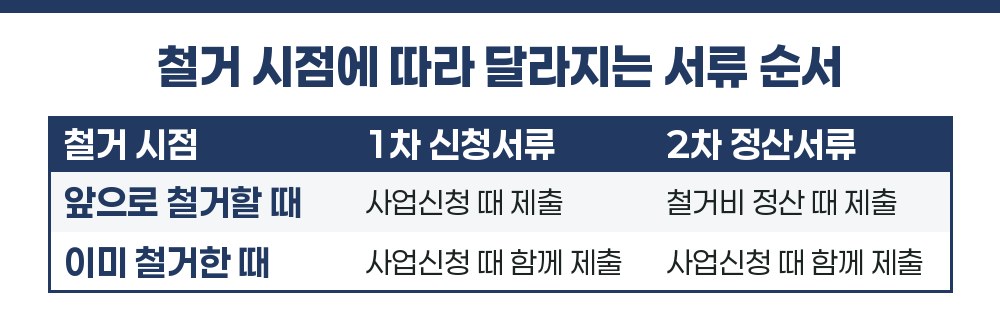 철거 시점에 따라 달라지는 서류 순서
철거 시점 1차 신청서류 2차 정산서류
앞으로 철거할 때 사업신청 때 제출 철거비 정산 때 제출
이미 철거한 때 사업신청 때 함께 제출 사업신청 때 함께 제출